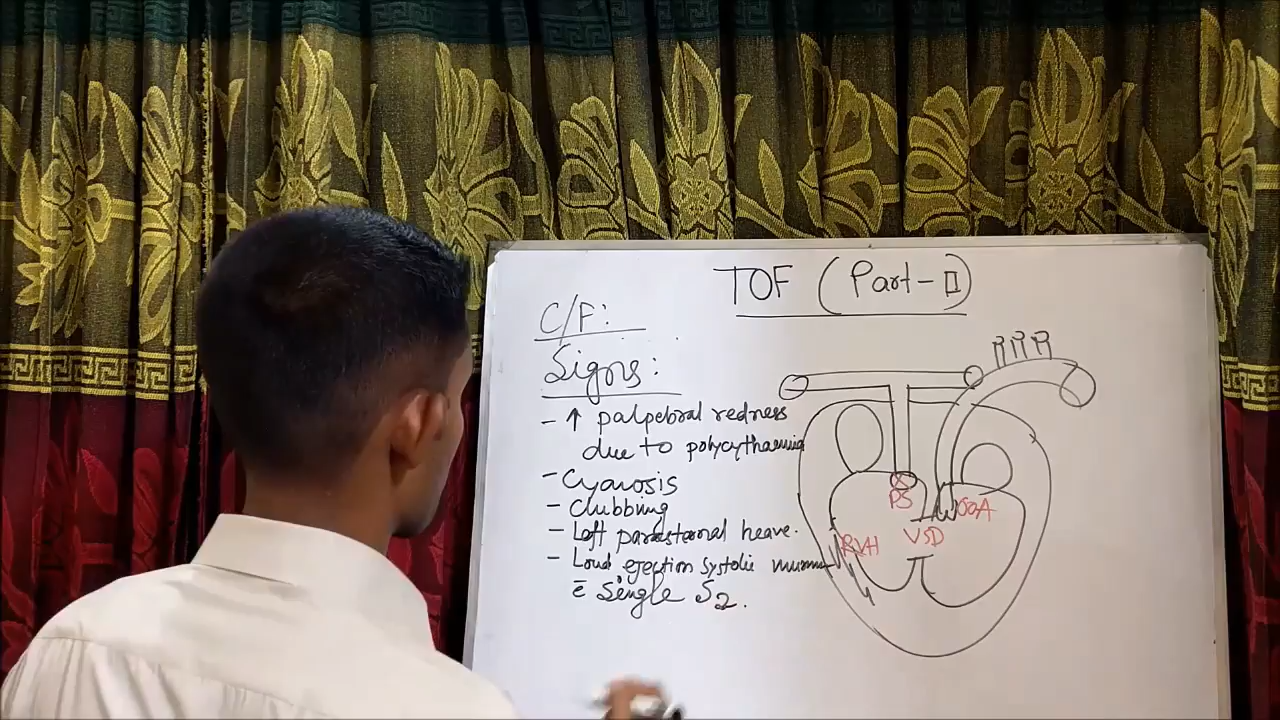 TOF (Part-II)
C/F:
Signs:
- ↑ palpebral redness
due to polycythaemia
- Cyanosis
- Clubbing
- Left parasternal heave.
- Loud ejection systolic murmur
c̄ single S2.
PS
OOA
VSD
RVH